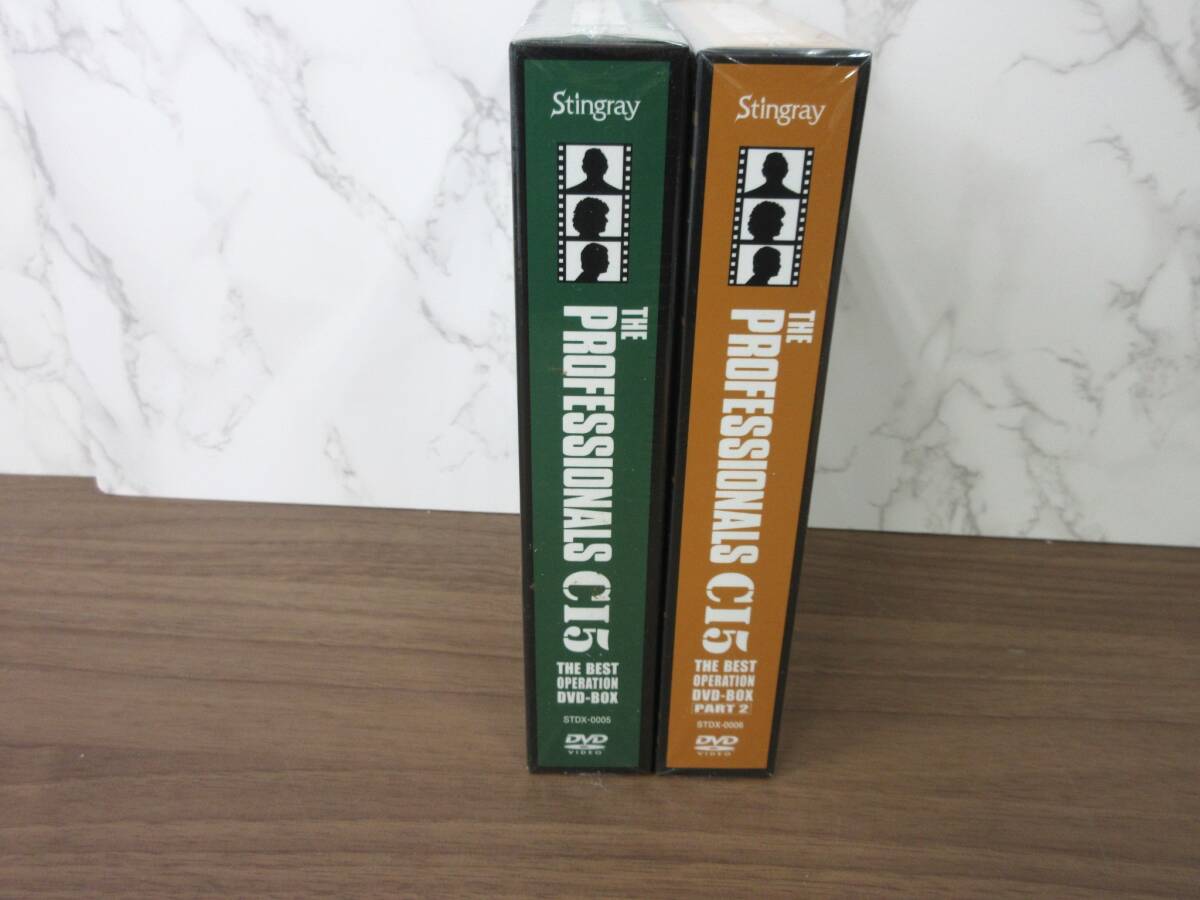 Stingray
THE
PROFESSIONALS CI5
THE BEST
OPERATION
DVD-BOX
STDX-0005
DVD
VIDEO
Stingray
THE
PROFESSIONALS CI5
THE BEST
OPERATION
DVD-BOX
PART 2
STDX-0006
DVD
VIDEO